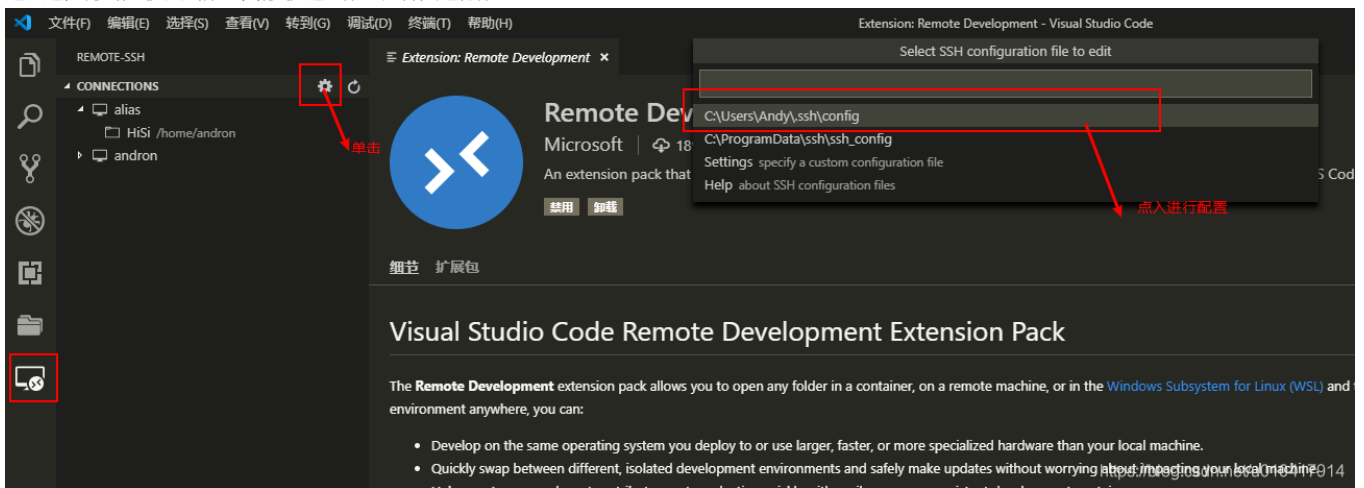 文件(F) 编辑(E) 选择(S) 查看(V) 转到(G) 调试(D) 终端(T) 帮助(H) Extension: Remote Development - Visual Studio Code
REMOTE-SSH
CONNECTIONS
alias
HiSi /home/andron
andron
单击
Extension: Remote Development ×
Select SSH configuration file to edit
C:\Users\Andy\.ssh\config
C:\ProgramData\ssh\ssh_config
Settings specify a custom configuration file
Help about SSH configuration files
点入进行配置
Remote Dev
Microsoft 18
An extension pack that
S Cod
禁用 卸载
细节 扩展包
Visual Studio Code Remote Development Extension Pack
The Remote Development extension pack allows you to open any folder in a container, on a remote machine, or in the Windows Subsystem for Linux (WSL) and
environment anywhere, you can:
• Develop on the same operating system you deploy to or use larger, faster, or more specialized hardware than your local machine.
• Quickly swap between different, isolated development environments and safely make updates without worrying about impacting your local machine.